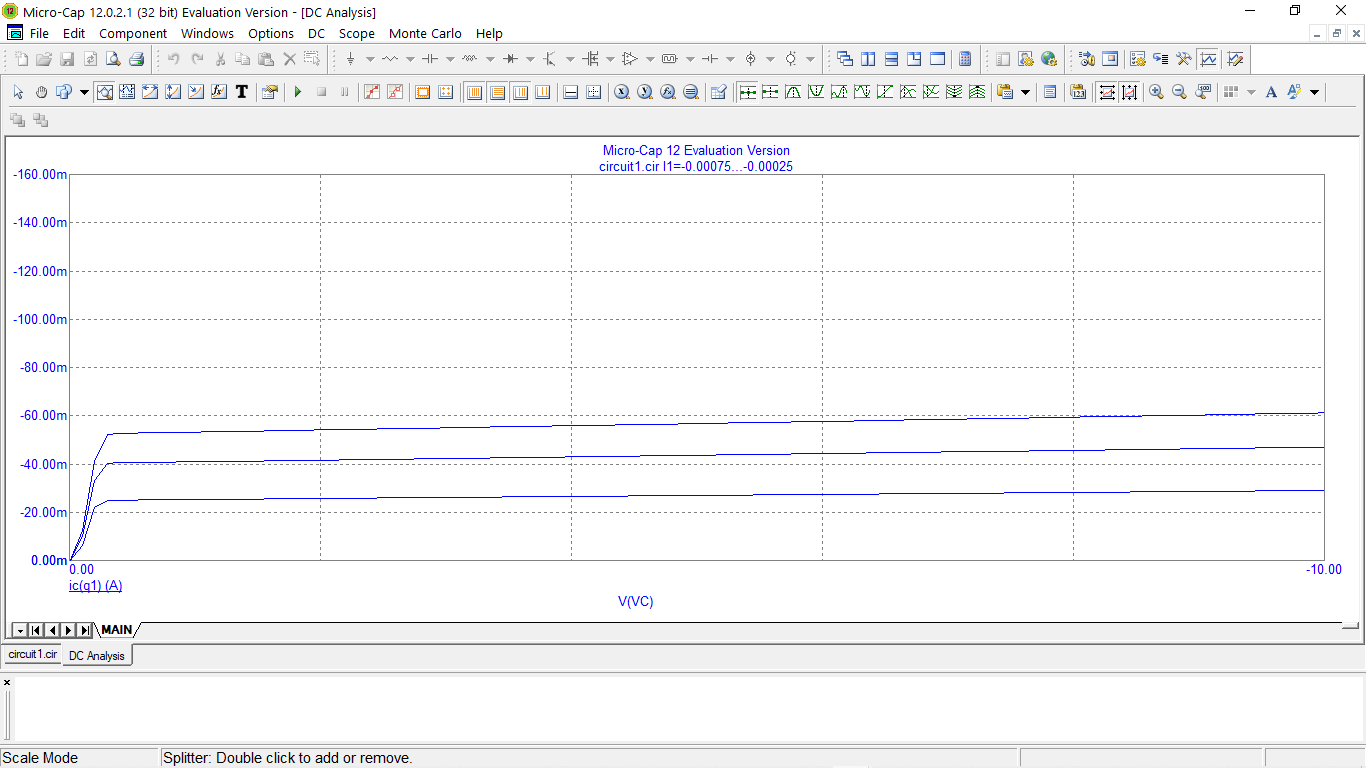 Micro-Cap 12.0.2.1 (32 bit) Evaluation Version - [DC Analysis]
File Edit Component Windows Options DC Scope Monte Carlo Help
Micro-Cap 12 Evaluation Version
circuit1.cir I1=-0.00075...-0.00025
-160.00m
-140.00m
-120.00m
-100.00m
-80.00m
-60.00m
-40.00m
-20.00m
0.00m
0.00
-10.00
ic(q1) (A)
V(VC)
MAIN
circuit1.cir DC Analysis
Scale Mode
Splitter: Double click to add or remove.